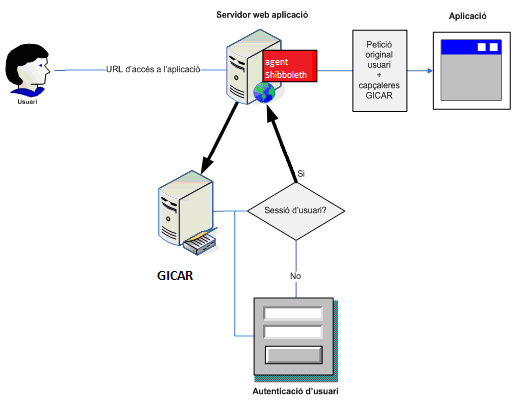 Servidor web aplicació
Aplicació
agent
Shibboleth
Petició
original
usuari
+
capçaleres
GICAR
URL d'accés a l'aplicació
Usuari
Si
Sessió d'usuari?
GICAR
No
Autenticació d'usuari